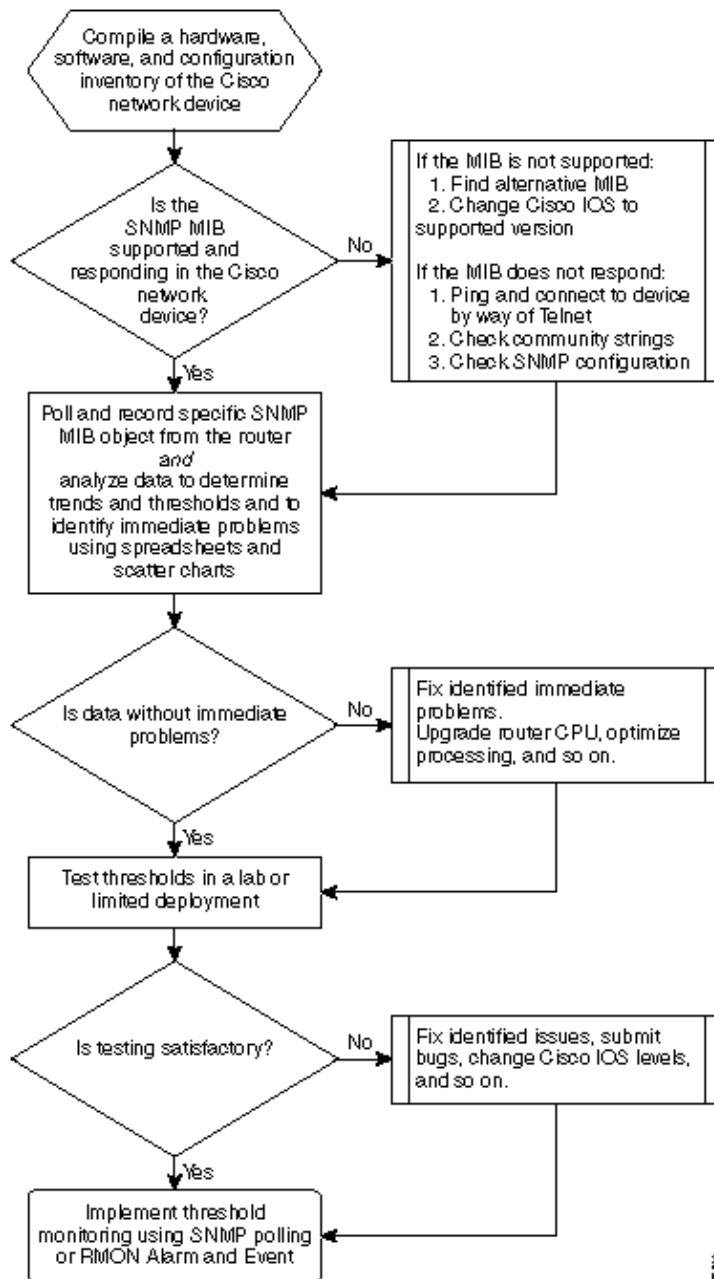 Compile a hardware,
software, and configuration
inventory of the Cisco
network device
Is the
SNMP MIB
supported and
responding in the Cisco
network
device?
No
If the MIB is not supported:
1. Find alternative MIB
2. Change Cisco IOS to
supported version
If the MIB does not respond:
1. Ping and connect to device
by way of Telnet
2. Check community strings
3. Check SNMP configuration
Yes
Poll and record specific SNMP
MIB object from the router
and
analyze data to determine
trends and thresholds and to
identify immediate problems
using spreadsheets and
scatter charts
Is data without immediate
problems?
No
Fix identified immediate
problems.
Upgrade router CPU, optimize
processing, and so on.
Yes
Test thresholds in a lab or
limited deployment
Is testing satisfactory?
No
Fix identified issues, submit
bugs, change Cisco IOS levels,
and so on.
Yes
Implement threshold
monitoring using SNMP polling
or RMON Alarm and Event